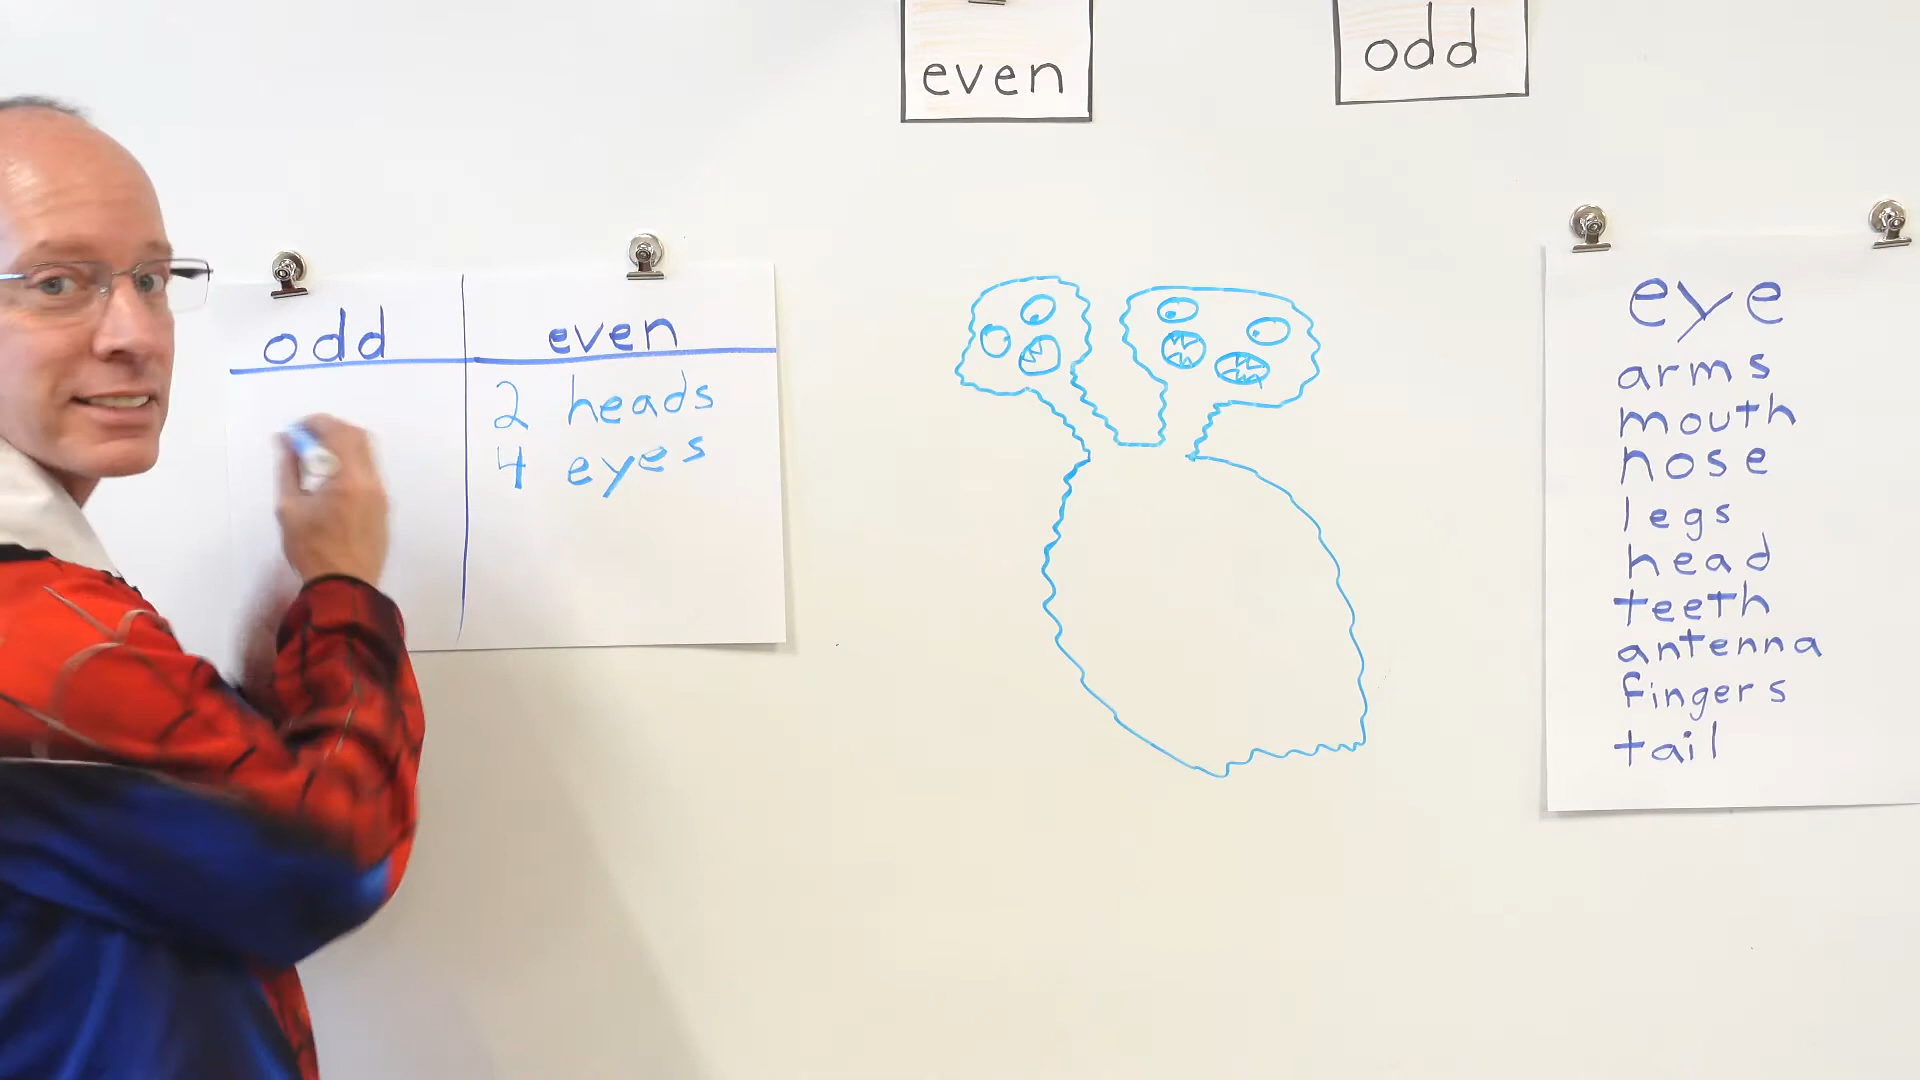 even
odd
odd
even
2 heads
4 eyes
eye
arms
mouth
nose
legs
head
teeth
antenna
fingers
tail